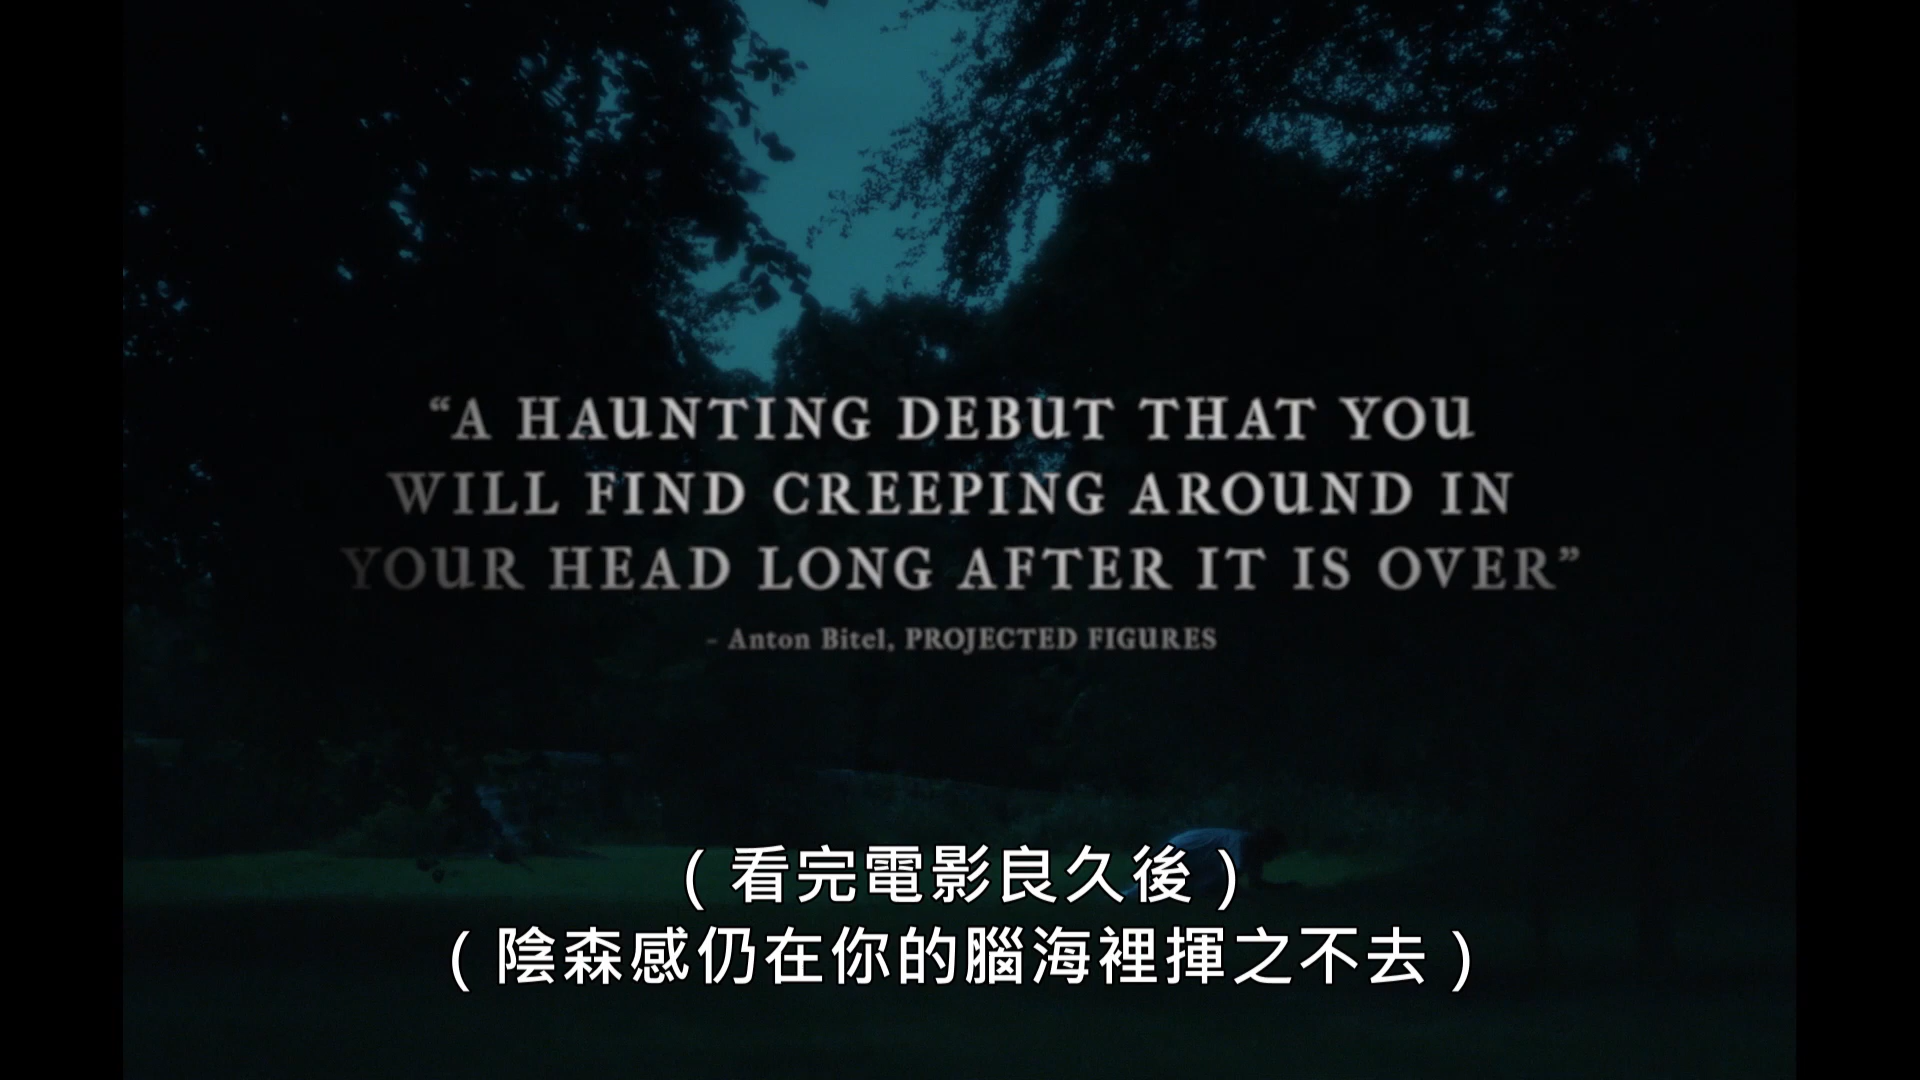 “A HAUNTING DEBUT THAT YOU
WILL FIND CREEPING AROUND IN
YOUR HEAD LONG AFTER IT IS OVER”
- Anton Bitel, PROJECTED FIGURES
（看完電影良久後）
（陰森感仍在你的腦海裡揮之不去）